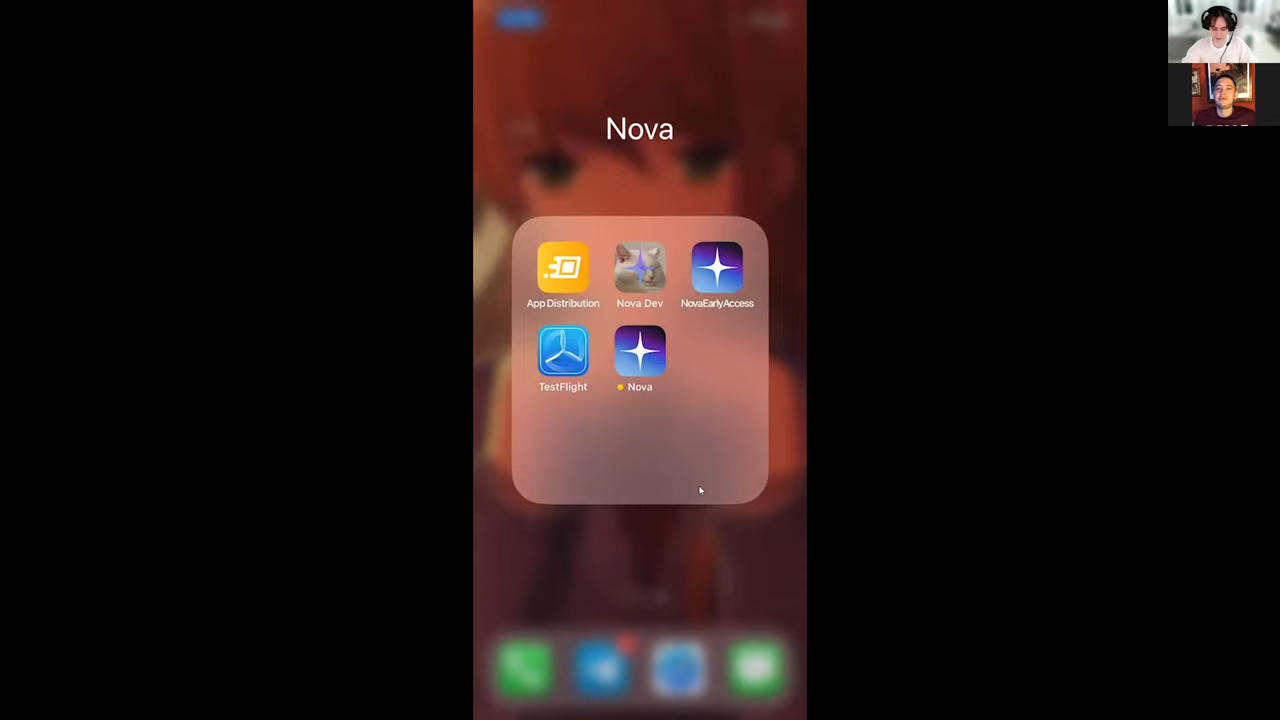 Nova
App Distribution
Nova Dev
NovaEarlyAccess
TestFlight
Nova